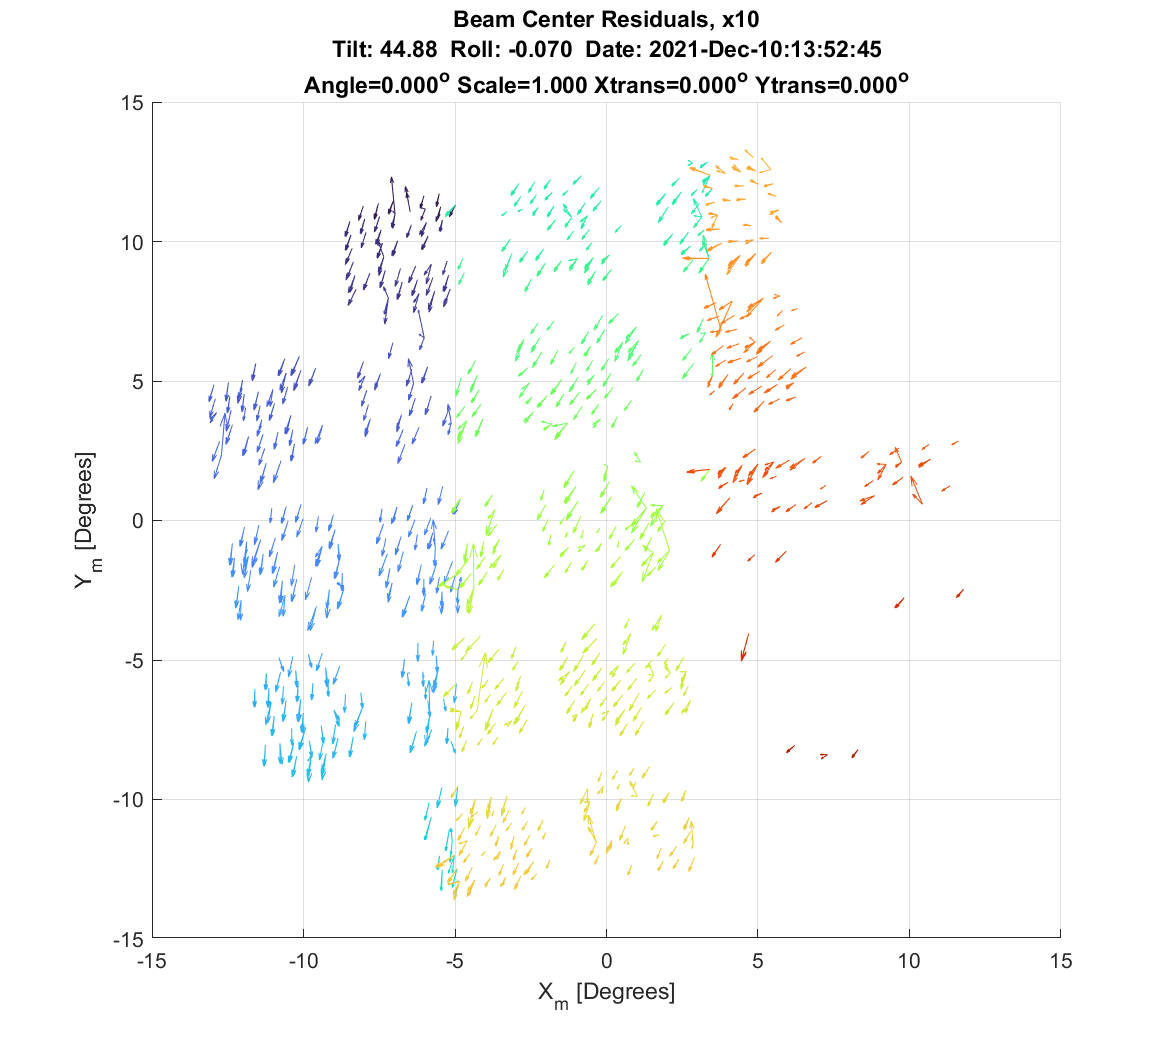 Beam Center Residuals, x10
Tilt: 44.88 Roll: -0.070 Date: 2021-Dec-10:13:52:45
Angle=0.000° Scale=1.000 Xtrans=0.000° Ytrans=0.000°
15
10
5
0
-5
-10
-15
Y_m [Degrees]
-15 -10 -5 0 5 10 15
X_m [Degrees]